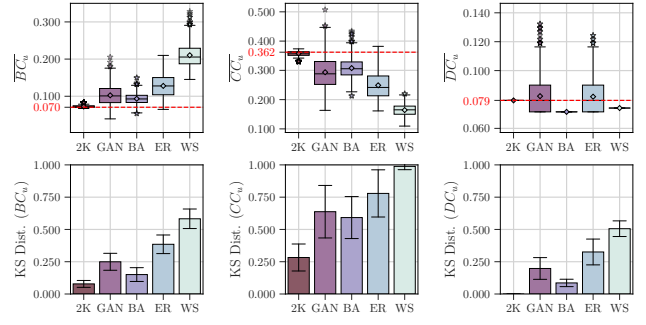 0.300
0.200
0.100
0.070
BC_u
2K GAN BA ER WS
0.500
0.400
0.362
0.300
0.200
0.100
CC_u
2K GAN BA ER WS
0.120
0.100
0.079
0.060
DC_u
2K GAN BA ER WS
1.000
0.750
0.500
0.250
0.000
KS Dist. (BC_u)
2K GAN BA ER WS
1.000
0.750
0.500
0.250
0.000
KS Dist. (CC_u)
2K GAN BA ER WS
1.000
0.750
0.500
0.250
0.000
KS Dist. (DC_u)
2K GAN BA ER WS